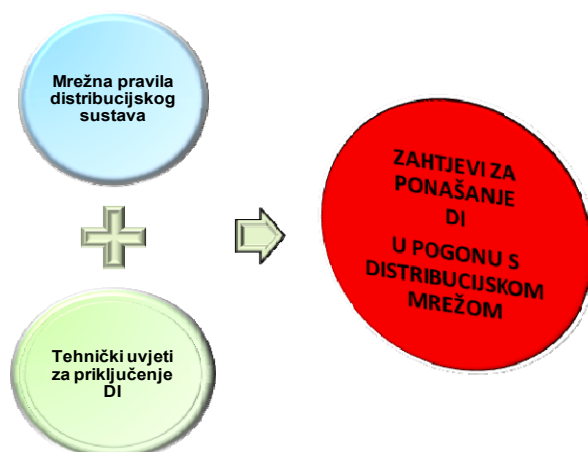 Mrežna pravila
distribucijskog
sustava
Tehnički uvjeti
za priključenje
DI
ZAHTJEVI ZA
PONAŠANJE
DI
U POGONU S
DISTRIBUCIJSKOM
MREŽOM